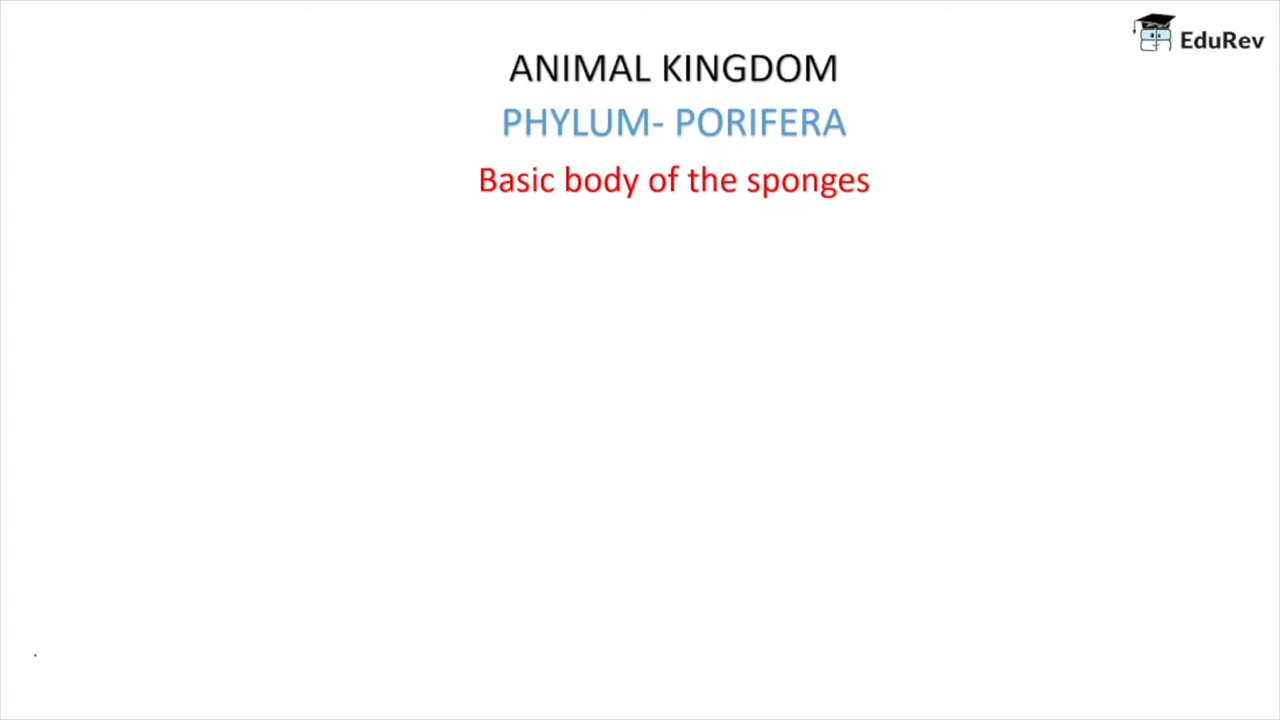 EduRev
ANIMAL KINGDOM
PHYLUM- PORIFERA
Basic body of the sponges
.